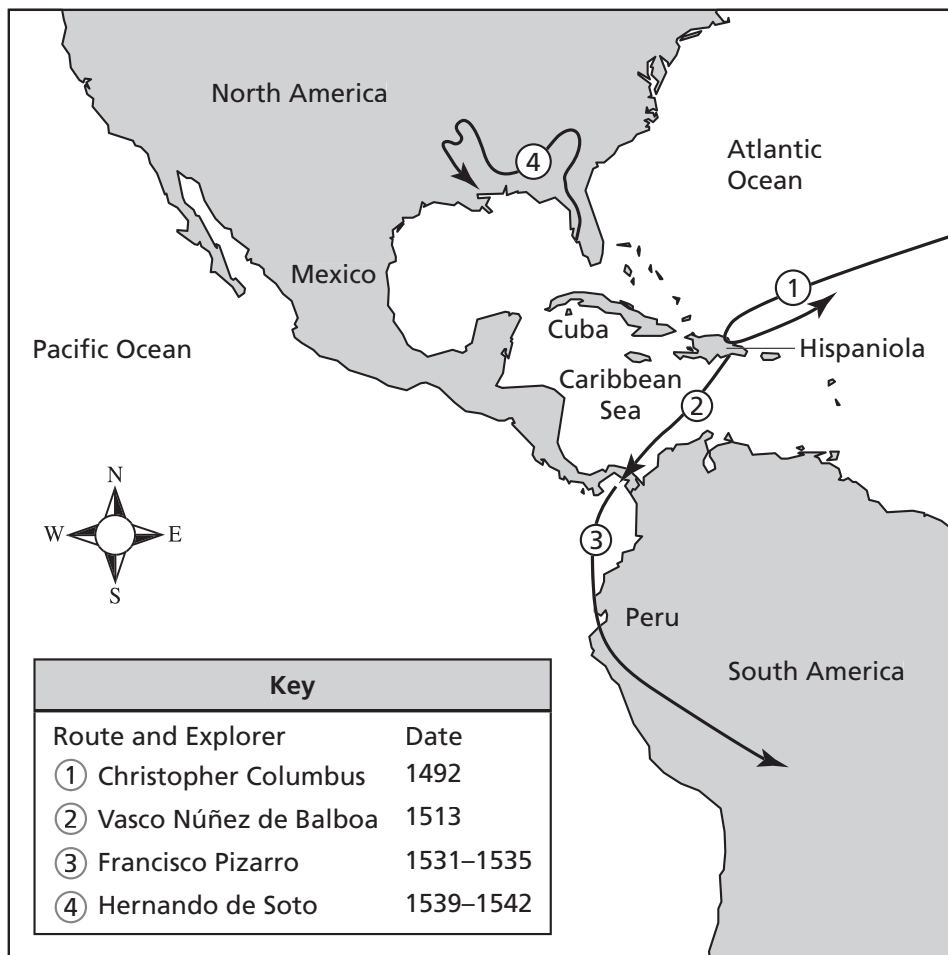 North America
4
Atlantic
Ocean
1
Mexico
Cuba
Pacific Ocean
Hispaniola
Caribbean
Sea
2
N
W E
S
3
Peru
South America
Key
Route and Explorer Date
1 Christopher Columbus 1492
2 Vasco Núñez de Balboa 1513
3 Francisco Pizarro 1531–1535
4 Hernando de Soto 1539–1542